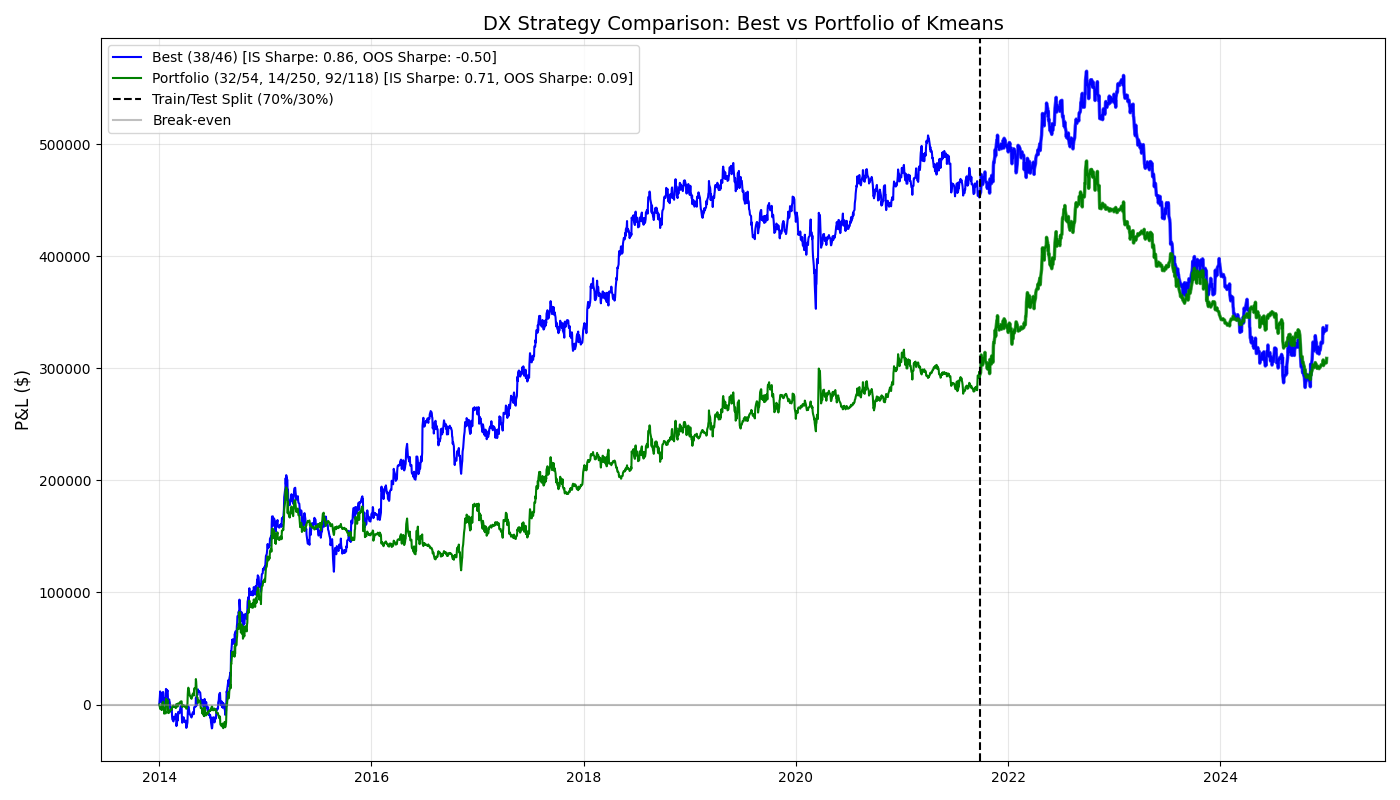 DX Strategy Comparison: Best vs Portfolio of Kmeans
Best (38/46) [IS Sharpe: 0.86, OOS Sharpe: -0.50]
Portfolio (32/54, 14/250, 92/118) [IS Sharpe: 0.71, OOS Sharpe: 0.09]
Train/Test Split (70%/30%)
Break-even
P&L ($)
500000
400000
300000
200000
100000
0
2014
2016
2018
2020
2022
2024